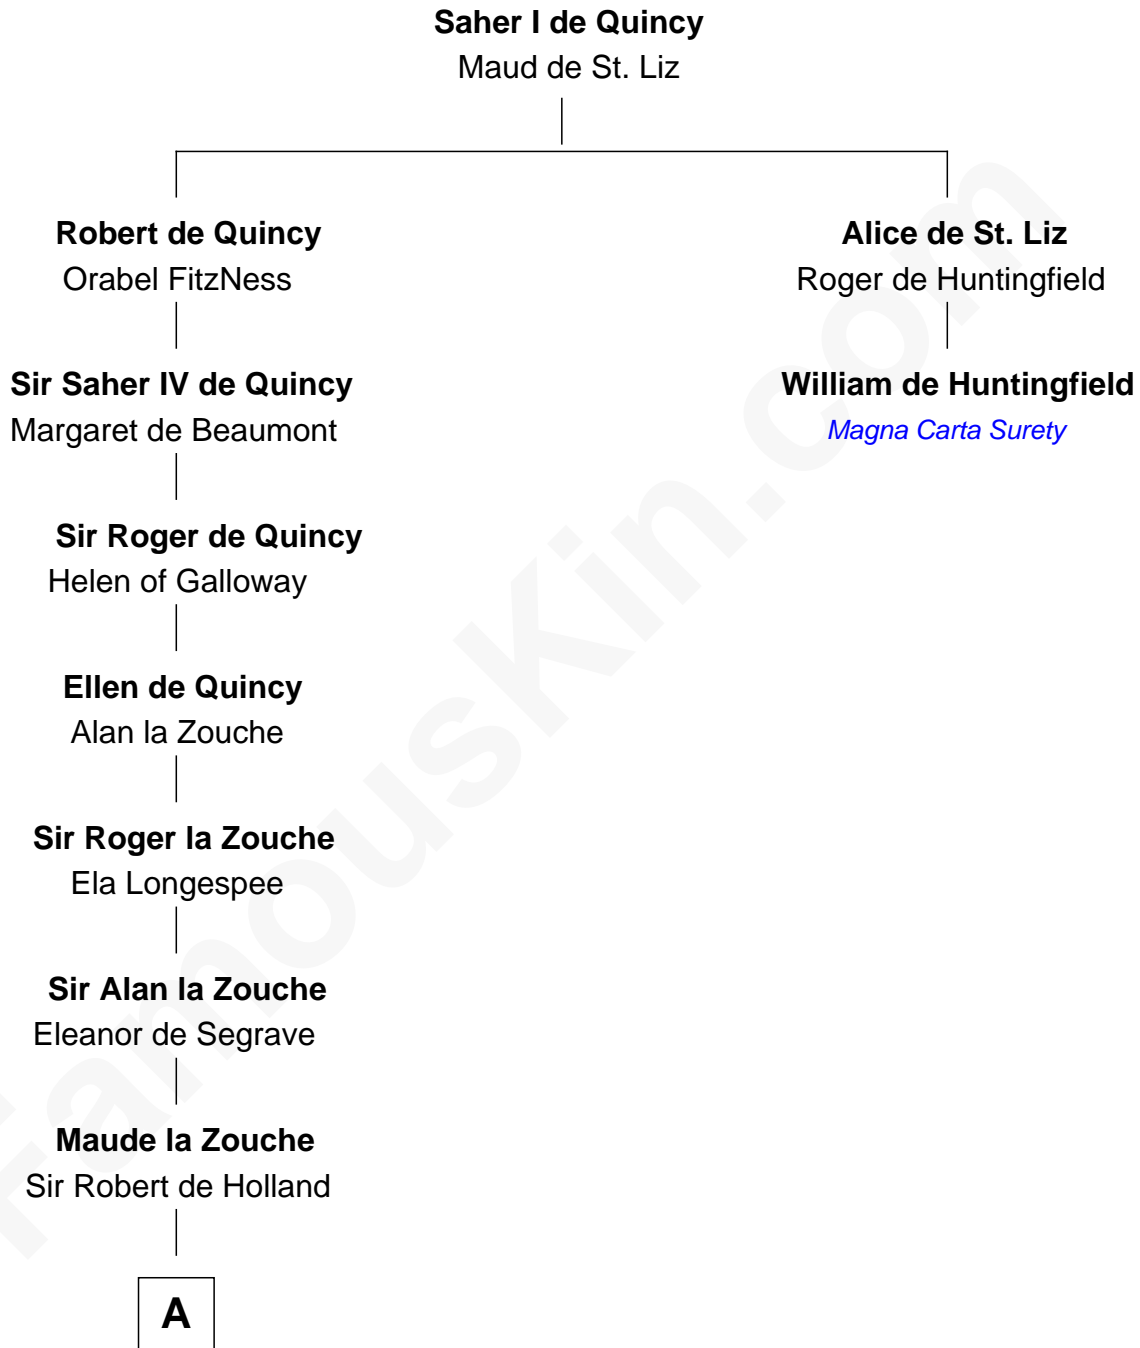 Saher I de Quincy
Maud de St. Liz
Robert de Quincy
Orabel FitzNess
Alice de St. Liz
Roger de Huntingfield
Sir Saher IV de Quincy
Margaret de Beaumont
William de Huntingfield
Magna Carta Surety
Sir Roger de Quincy
Helen of Galloway
Ellen de Quincy
Alan la Zouche
Sir Roger la Zouche
Ela Longespee
Sir Alan la Zouche
Eleanor de Segrave
Maude la Zouche
Sir Robert de Holland
A
FamousKin.com